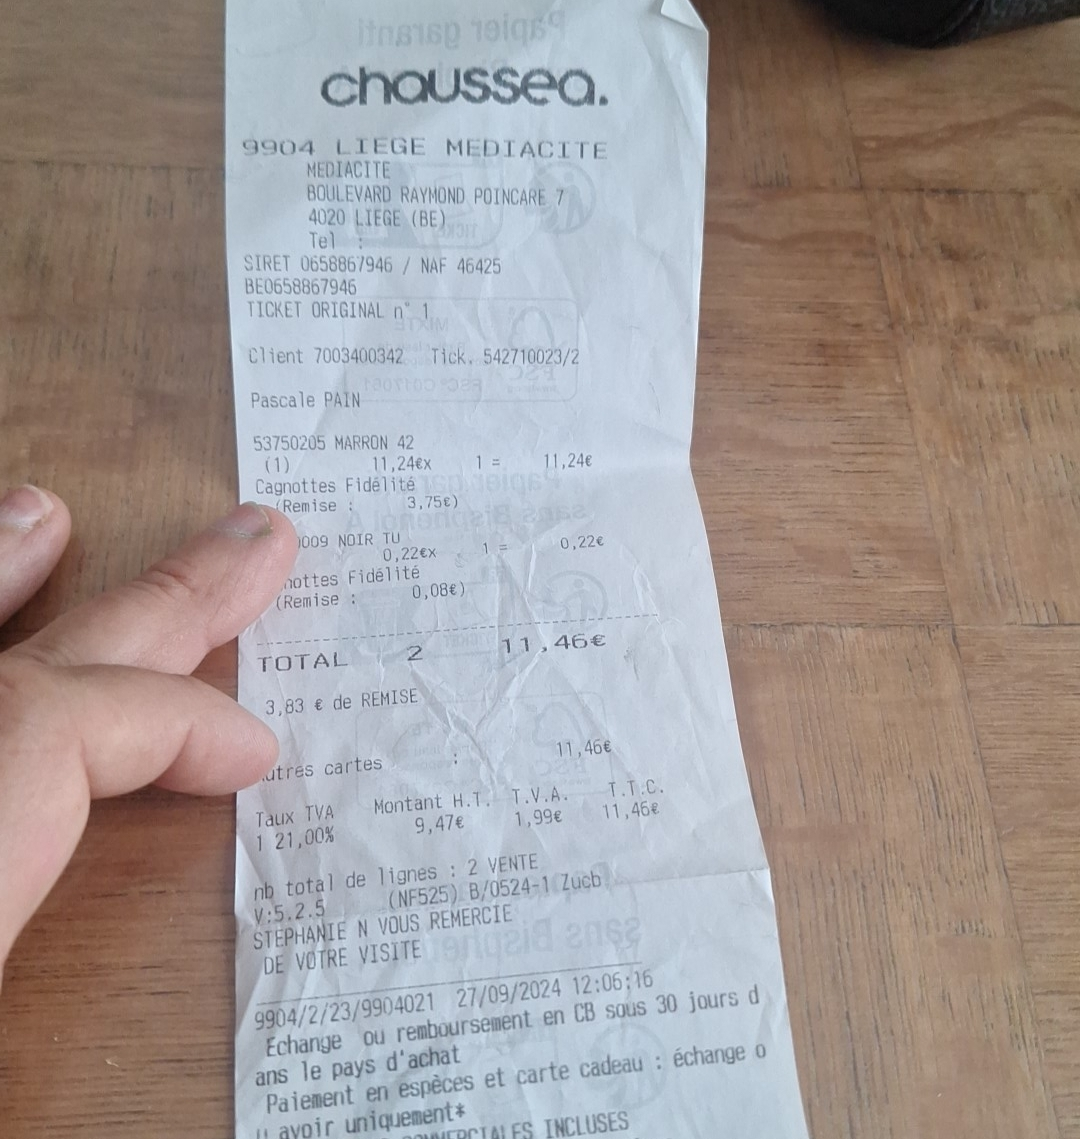 chaussea.
9904 LIEGE MEDIACITE
MEDIACITE
BOULEVARD RAYMOND POINCARE 7
4020 LIEGE (BE)
Tel :
SIRET 0658867946 / NAF 46425
BE0658867946
TICKET ORIGINAL n° 1
Client 7003400342 Tick. 542710023/2
Pascale PAIN
53750205 MARRON 42
(1) 11,24€x 1 = 11,24€
Cagnottes Fidélité
(Remise : 3,75€)
009 NOIR TU
0,22€x 1 = 0,22€
nottes Fidélité
(Remise : 0,08€)
TOTAL 2 11,46€
3,83 € de REMISE
utres cartes : 11,46€
Taux TVA Montant H.T. T.V.A. T.T.C.
1 21,00% 9,47€ 1,99€ 11,46€
nb total de lignes : 2 VENTE
V:5.2.5 (NF525) B/0524-1 Zucb
STEPHANIE N VOUS REMERCIE
DE VOTRE VISITE
9904/2/23/9904021 27/09/2024 12:06:16
Echange ou remboursement en CB sous 30 jours d
ans le pays d'achat
Paiement en espèces et carte cadeau : échange o
u avoir uniquement*
COMMERCIALES INCLUSES